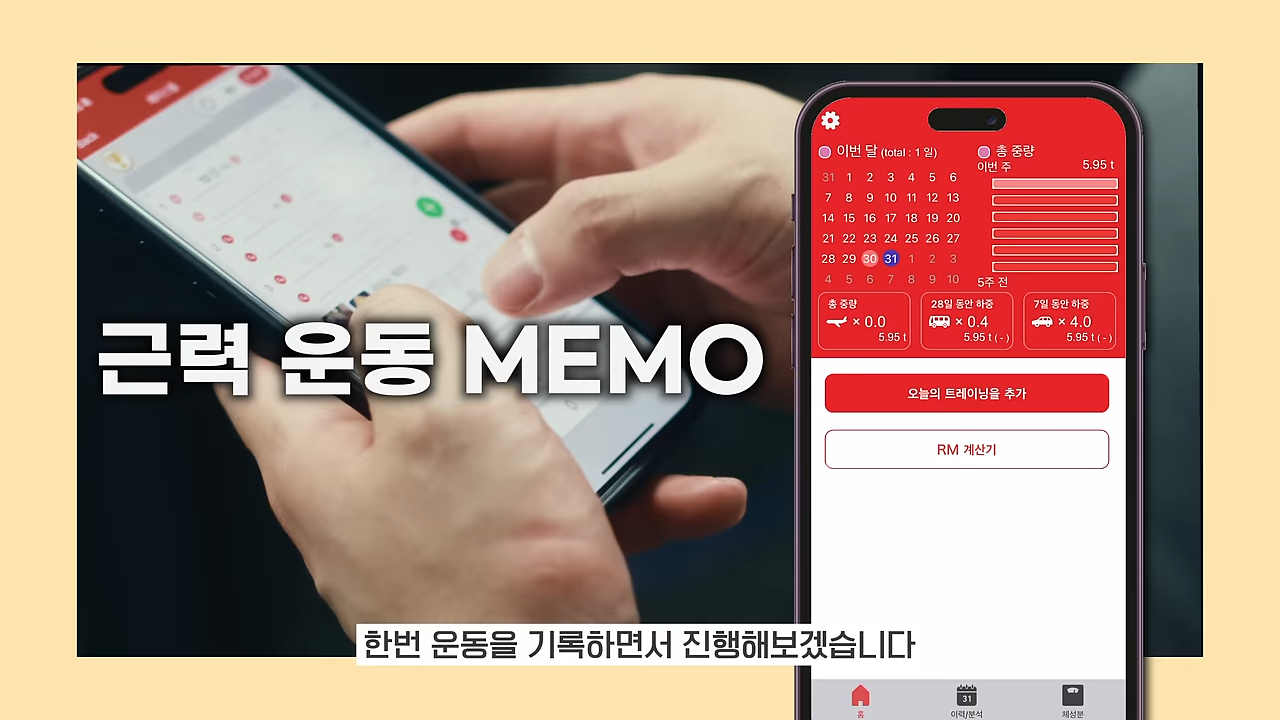 근력 운동 MEMO
이번 달 (total : 1 일)
31 1 2 3 4 5 6
7 8 9 10 11 12 13
14 15 16 17 18 19 20
21 22 23 24 25 26 27
28 29 30 31 1 2 3
4 5 6 7 8 9 10
총 중량
이번 주 5.95 t
5주 전
총 중량
× 0.0
5.95 t
28일 동안 하중
× 0.4
5.95 t ( - )
7일 동안 하중
× 4.0
5.95 t ( - )
오늘의 트레이닝을 추가
RM 계산기
홈
31
이력/분석
체성분
한번 운동을 기록하면서 진행해보겠습니다